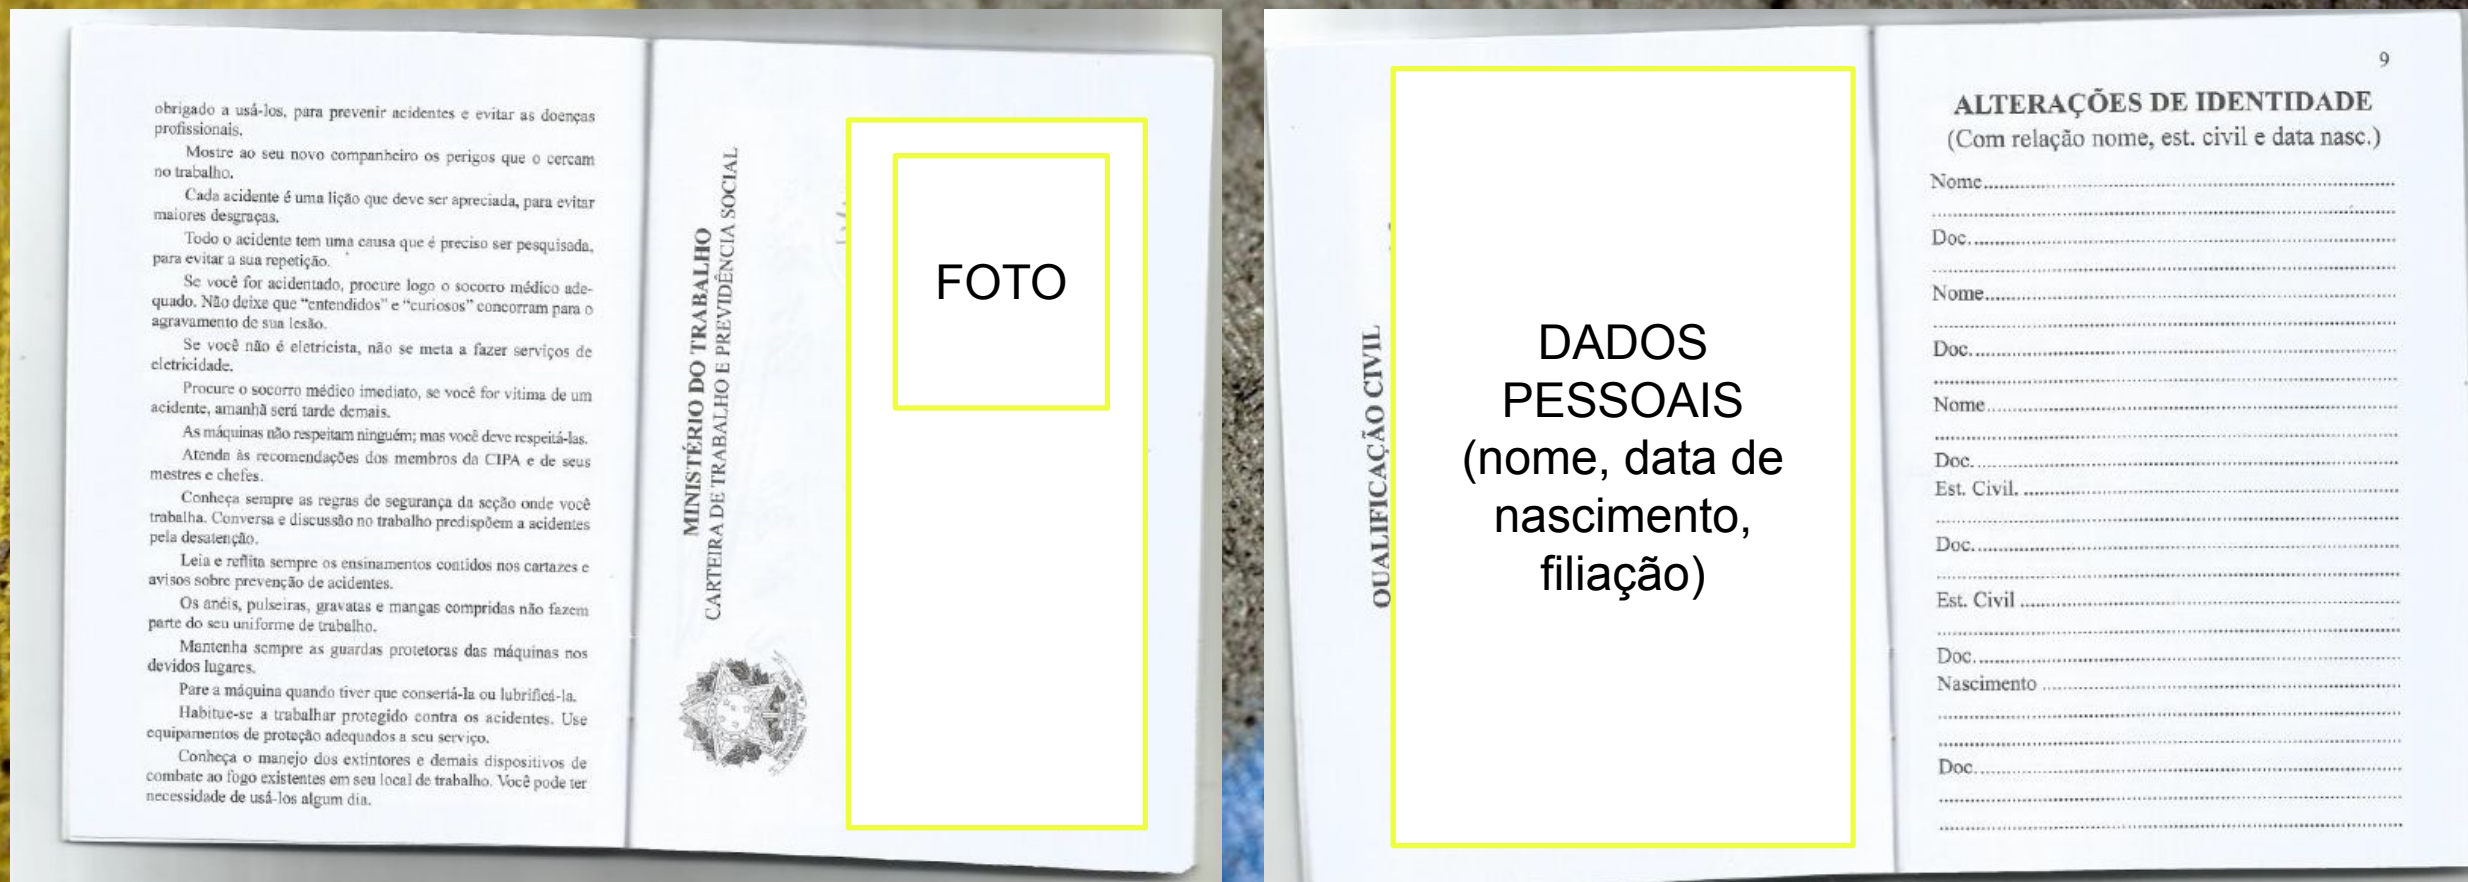 obrigado a usá-los, para prevenir acidentes e evitar as doenças
profissionais.
Mostre ao seu novo companheiro os perigos que o cercam
no trabalho.
Cada acidente é uma lição que deve ser apreciada, para evitar
maiores desgraças.
Todo o acidente tem uma causa que é preciso ser pesquisada,
para evitar a sua repetição.
Se você for acidentado, procure logo o socorro médico ade-
quado. Não deixe que “entendidos” e “curiosos” concorram para o
agravamento de sua lesão.
Se você não é eletricista, não se meta a fazer serviços de
eletricidade.
Procure o socorro médico imediato, se você for vítima de um
acidente, amanhã será tarde demais.
As máquinas não respeitam ninguém; mas você deve respeitá-las.
Atenda às recomendações dos membros da CIPA e de seus
mestres e chefes.
Conheça sempre as regras de segurança da seção onde você
trabalha. Conversa e discussão no trabalho predispõem a acidentes
pela desatenção.
Leia e reflita sempre os ensinamentos contidos nos cartazes e
avisos sobre prevenção de acidentes.
Os anéis, pulseiras, gravatas e mangas compridas não fazem
parte do seu uniforme de trabalho.
Mantenha sempre as guardas protetoras das máquinas nos
devidos lugares.
Pare a máquina quando tiver que consertá-la ou lubrificá-la.
Habitue-se a trabalhar protegido contra os acidentes. Use
equipamentos de proteção adequados a seu serviço.
Conheça o manejo dos extintores e demais dispositivos de
combate ao fogo existentes em seu local de trabalho. Você pode ter
necessidade de usá-los algum dia.
MINISTÉRIO DO TRABALHO
CARTEIRA DE TRABALHO E PREVIDÊNCIA SOCIAL
FOTO
QUALIFICAÇÃO CIVIL
DADOS
PESSOAIS
(nome, data de
nascimento,
filiação)
9
ALTERAÇÕES DE IDENTIDADE
(Com relação nome, est. civil e data nasc.)
Nome
Doc.
Nome
Doc.
Nome
Doc.
Est. Civil.
Doc.
Est. Civil
Doc.
Nascimento
Doc.